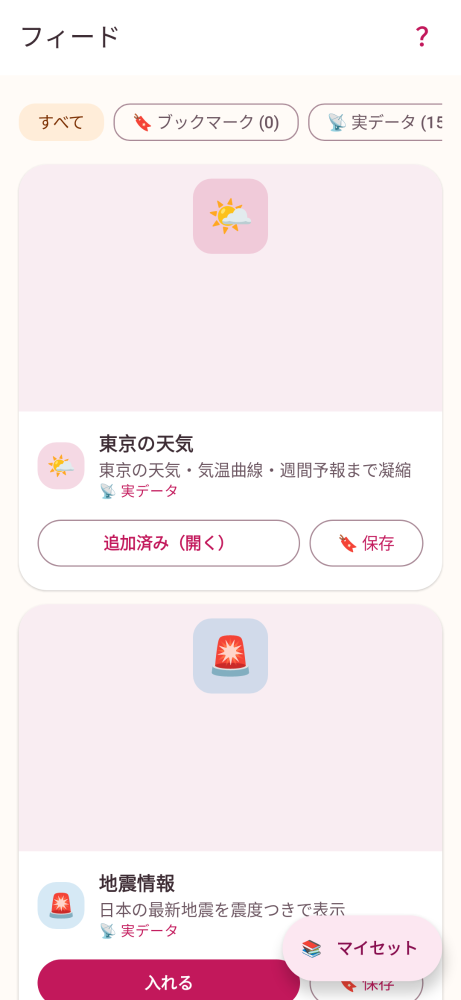 フィード
?
すべて
ブックマーク (0)
実データ (15
東京の天気
東京の天気・気温曲線・週間予報まで凝縮
実データ
追加済み（開く）
保存
地震情報
日本の最新地震を震度つきで表示
実データ
マイセット
入れる
保存